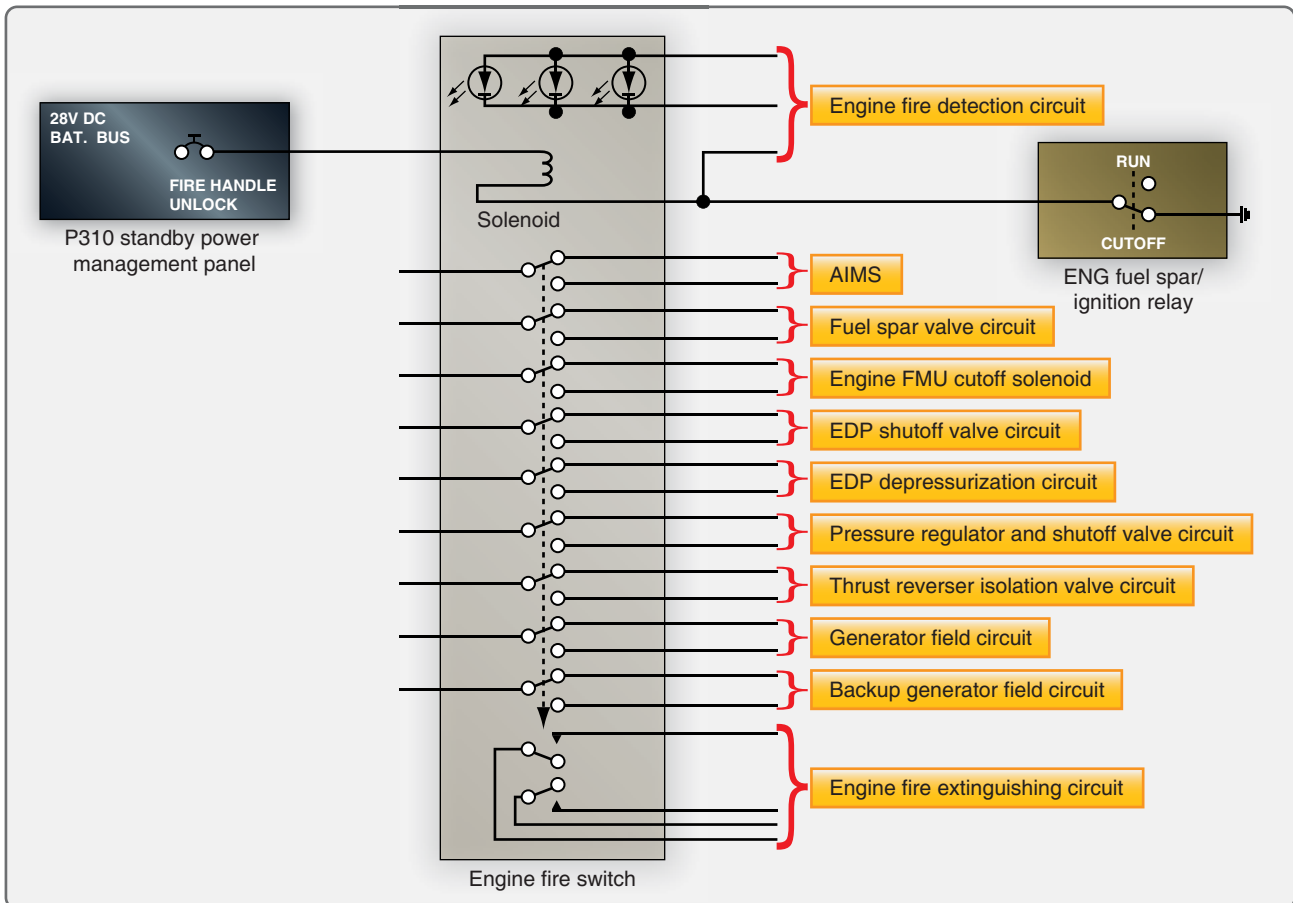 28V DC
BAT. BUS
FIRE HANDLE
UNLOCK
P310 standby power
management panel
Solenoid
Engine fire detection circuit
RUN
CUTOFF
ENG fuel spar/
ignition relay
AIMS
Fuel spar valve circuit
Engine FMU cutoff solenoid
EDP shutoff valve circuit
EDP depressurization circuit
Pressure regulator and shutoff valve circuit
Thrust reverser isolation valve circuit
Generator field circuit
Backup generator field circuit
Engine fire extinguishing circuit
Engine fire switch